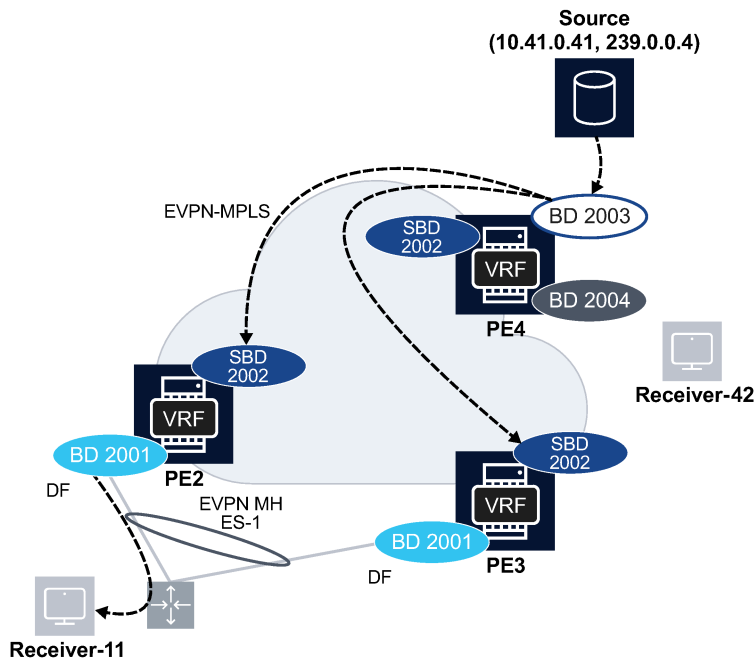 Source
(10.41.0.41, 239.0.0.4)
EVPN-MPLS
BD 2003
SBD
2002
VRF
BD 2004
PE4
Receiver-42
SBD
2002
VRF
BD 2001
PE2
DF
SBD
2002
VRF
EVPN MH
ES-1
BD 2001
PE3
DF
Receiver-11